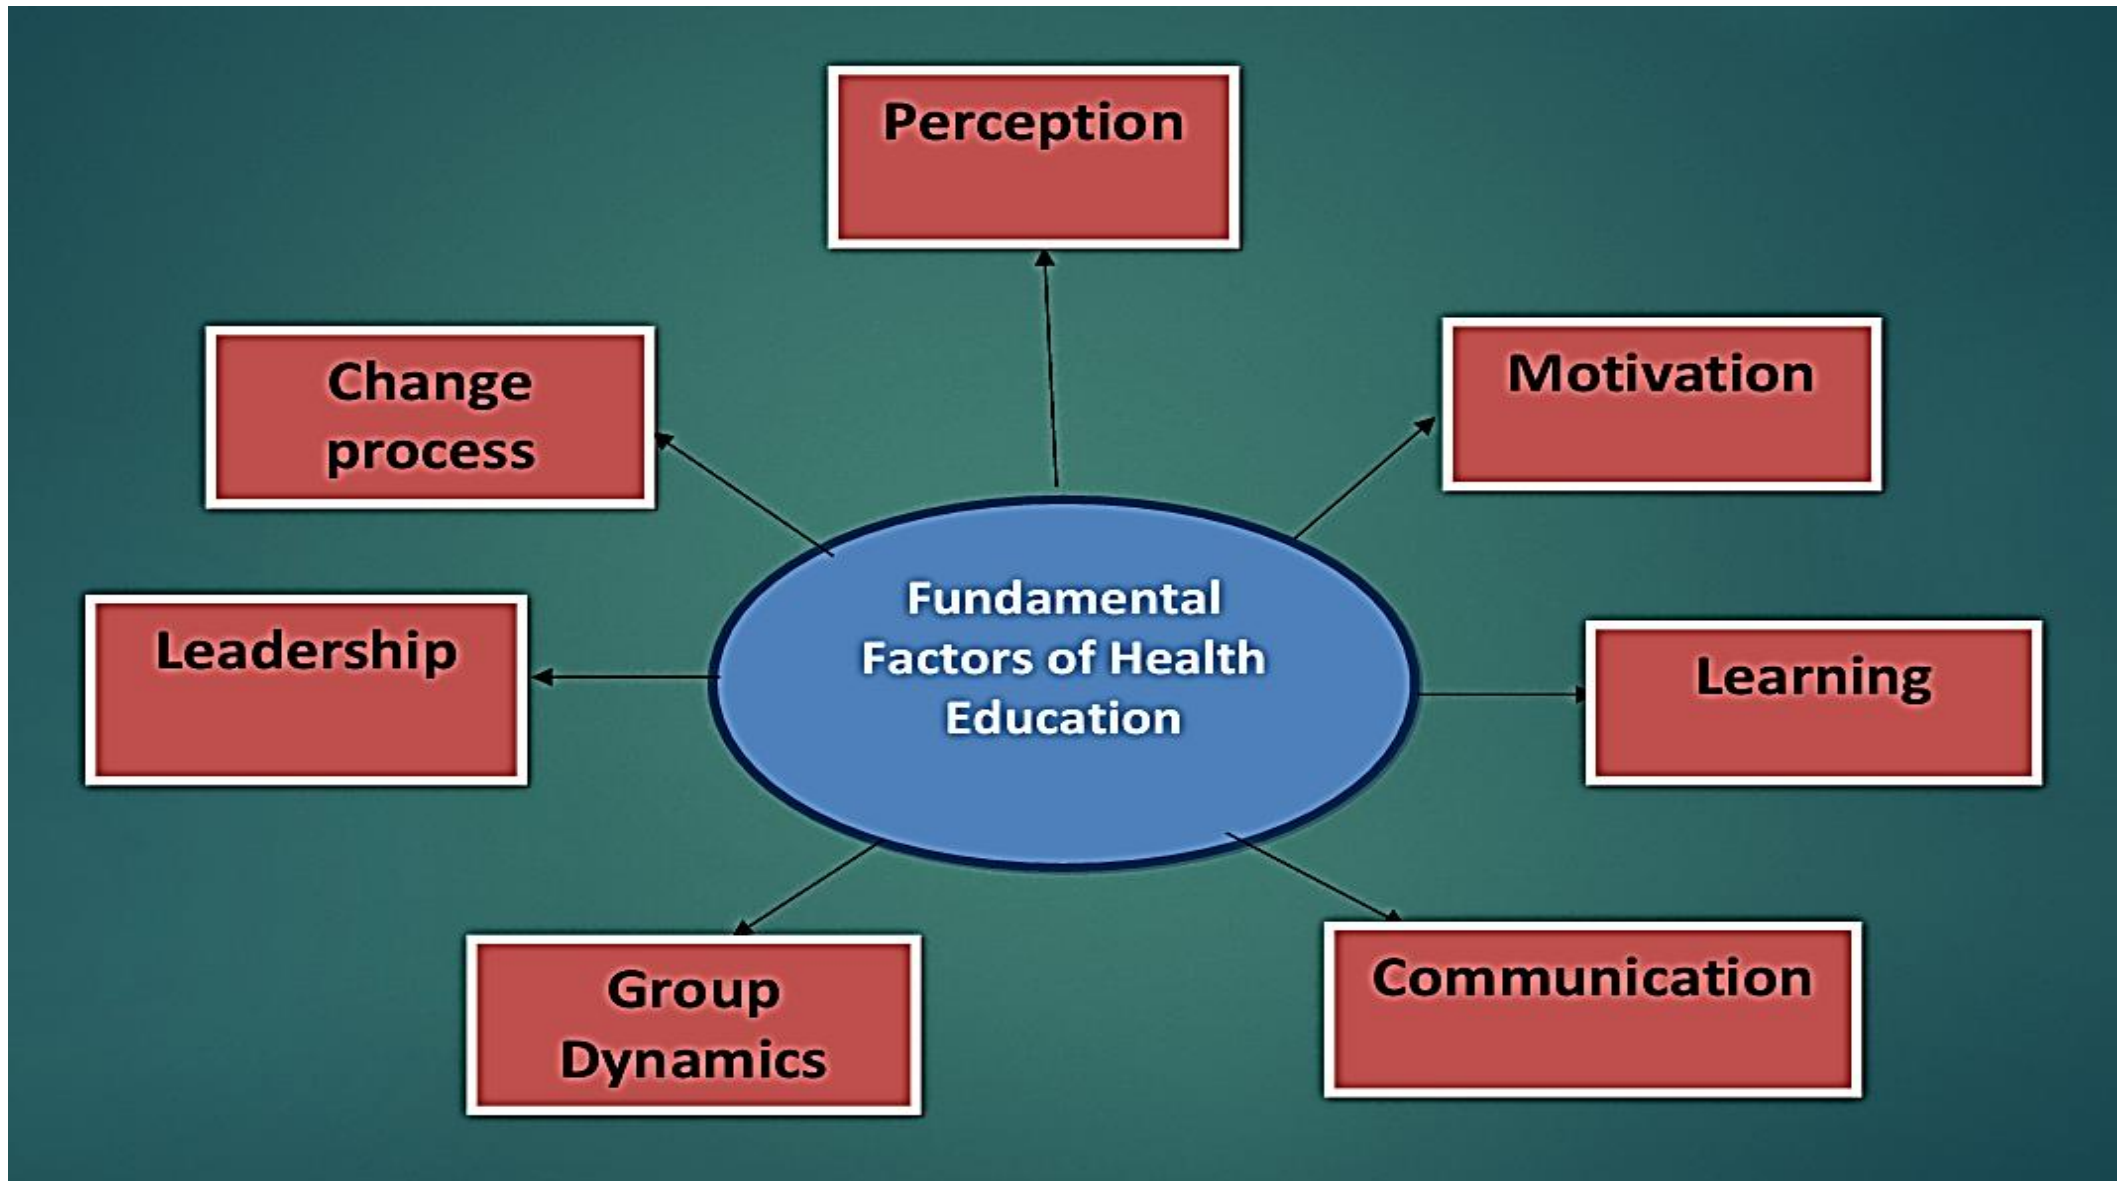 Perception
Change
process
Motivation
Fundamental
Factors of Health
Education
Leadership
Learning
Group
Dynamics
Communication